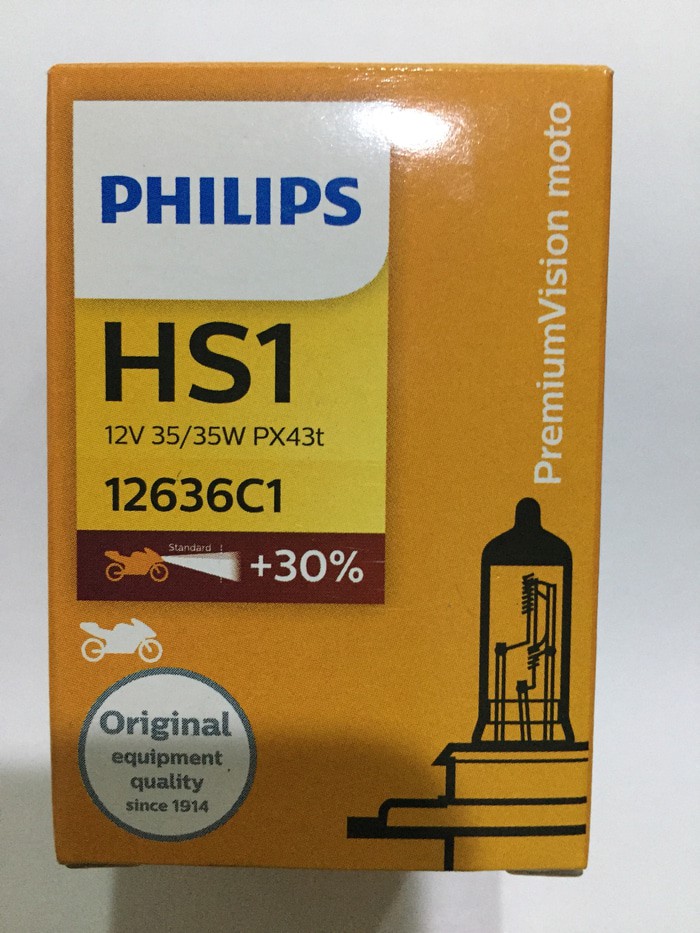 PHILIPS
HS1
12V 35/35W PX43t
12636C1
Standard
+30%
PremiumVision moto
Original
equipment
quality
since 1914